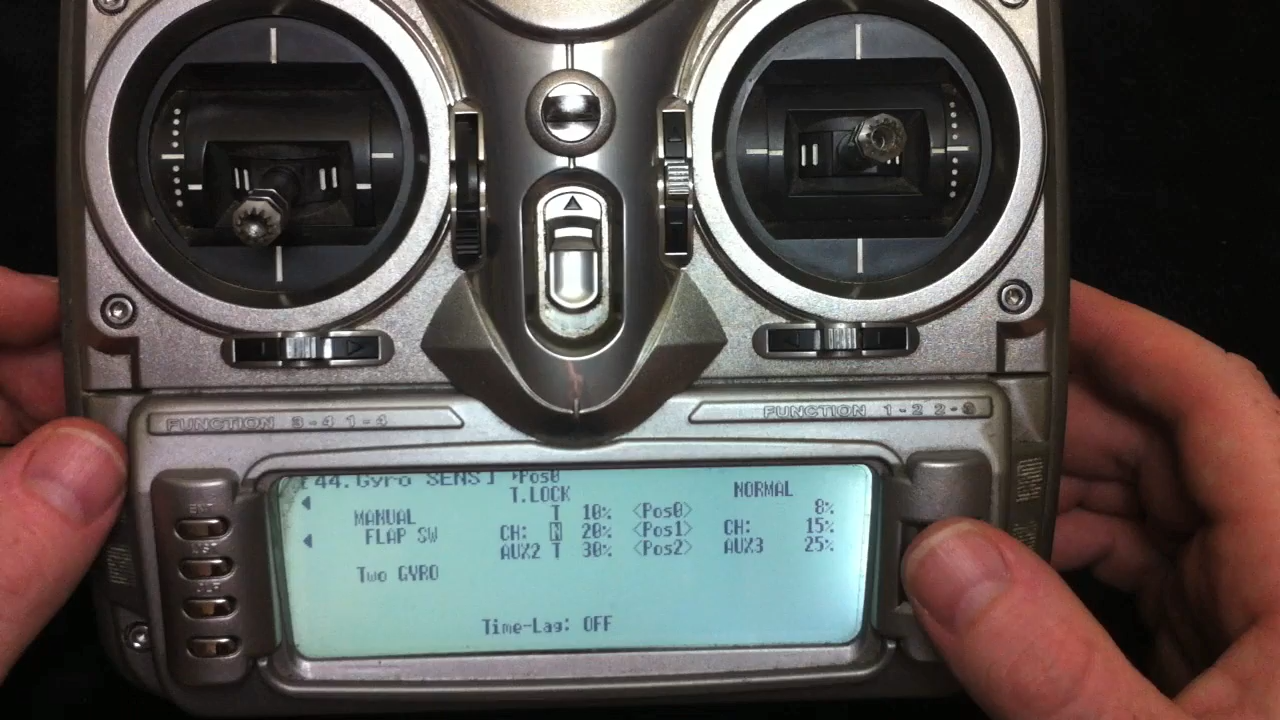 FUNCTION 3-4 1-4
FUNCTION 1-2 2-3
[44.Gyro SENS] Pos0
T.LOCK NORMAL
T 10% <Pos0> 8%
MANUAL
CH: N 20% <Pos1> CH: 15%
FLAP SW
AUX2 T 30% <Pos2> AUX3 25%
Two GYRO
Time-Lag: OFF